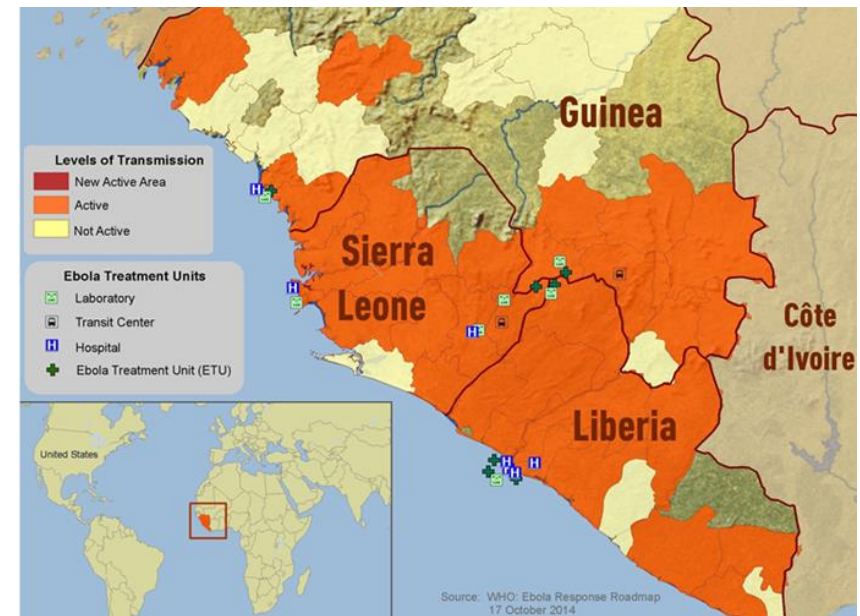 Guinea
Levels of Transmission
New Active Area
Active
Not Active
Sierra
Leone
Ebola Treatment Units
Laboratory
Transit Center
Hospital
Ebola Treatment Unit (ETU)
Côte
d'Ivoire
Liberia
United States
Source: WHO: Ebola Response Roadmap
17 October 2014
H
H
H
H
H
H
H